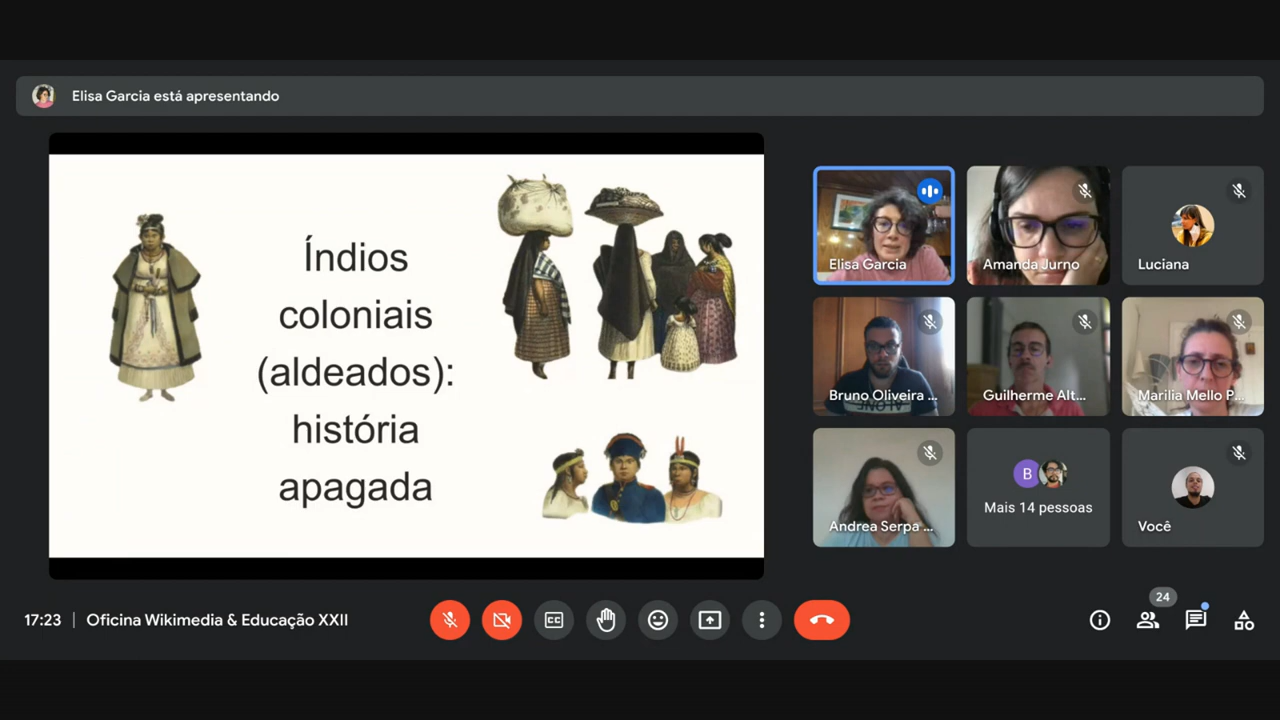 Elisa Garcia está apresentando
Índios
coloniais
(aldeados):
história
apagada
Elisa Garcia
Amanda Jurno
Luciana
Bruno Oliveira ...
Guilherme Alt...
Marilia Mello P...
Andrea Serpa ...
B
Mais 14 pessoas
Você
17:23 | Oficina Wikimedia & Educação XXII
CC
24